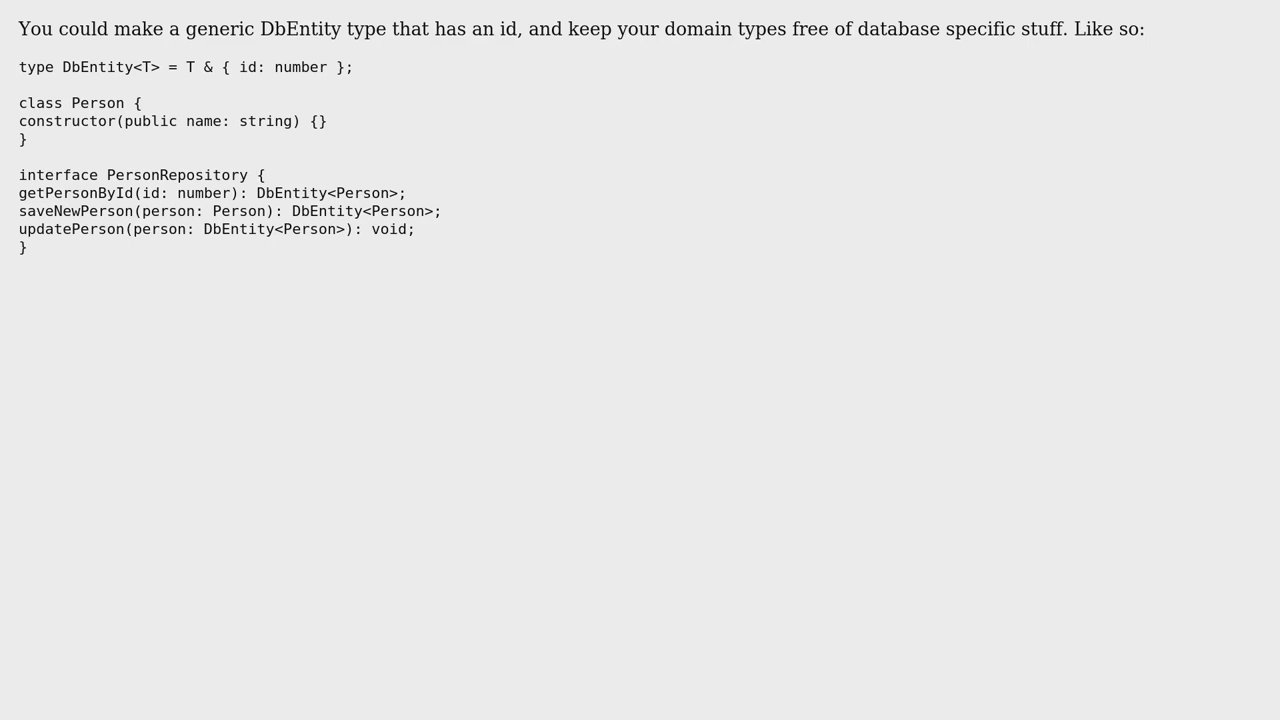 You could make a generic DbEntity type that has an id, and keep your domain types free of database specific stuff. Like so:
type DbEntity<T> = T & { id: number };
class Person {
constructor(public name: string) {}
}
interface PersonRepository {
getPersonById(id: number): DbEntity<Person>;
saveNewPerson(person: Person): DbEntity<Person>;
updatePerson(person: DbEntity<Person>): void;
}